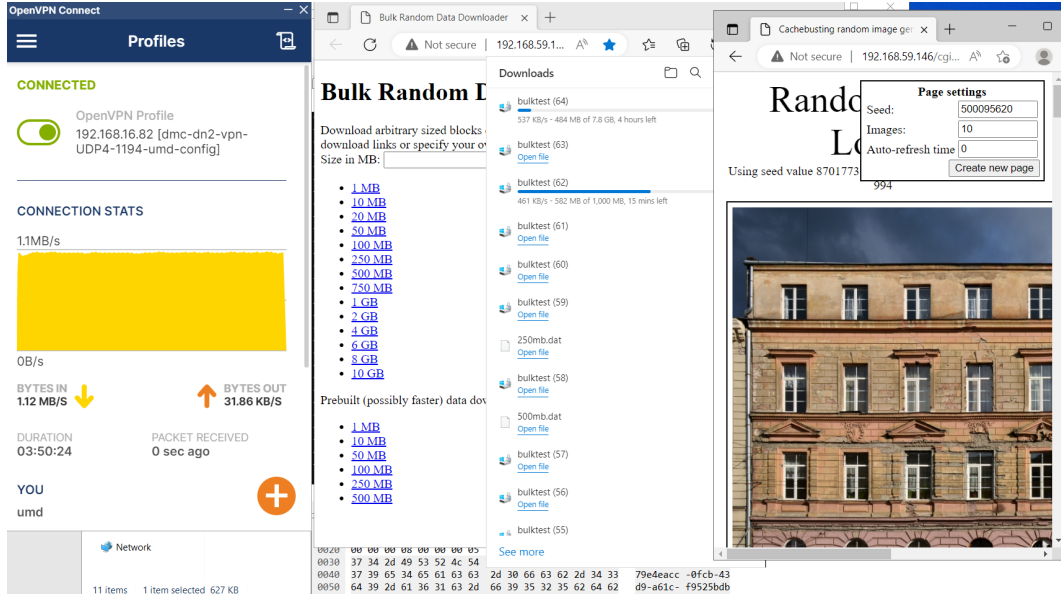 OpenVPN Connect
Profiles
CONNECTED
OpenVPN Profile
192.168.16.82 [dmc-dn2-vpn-
UDP4-1194-umd-config]
CONNECTION STATS
1.1MB/s
0B/s
BYTES IN
1.12 MB/S
BYTES OUT
31.86 KB/S
DURATION
03:50:24
PACKET RECEIVED
0 sec ago
YOU
umd
Network
11 items 1 item selected 627 KB
Bulk Random Data Downloader
Not secure 192.168.59.1...
Bulk Random D
Download arbitrary sized blocks
download links or specify your ow
Size in MB:
1 MB
10 MB
20 MB
50 MB
100 MB
250 MB
500 MB
750 MB
1 GB
2 GB
4 GB
6 GB
8 GB
10 GB
Prebuilt (possibly faster) data dov
1 MB
10 MB
50 MB
100 MB
250 MB
500 MB
Downloads
bulktest (64)
537 KB/s - 484 MB of 7.8 GB, 4 hours left
bulktest (63)
Open file
bulktest (62)
461 KB/s - 582 MB of 1,000 MB, 15 mins left
bulktest (61)
Open file
bulktest (60)
Open file
bulktest (59)
Open file
250mb.dat
Open file
bulktest (58)
Open file
500mb.dat
Open file
bulktest (57)
Open file
bulktest (56)
Open file
bulktest (55)
See more
0020 00 00 00 08 00 00 00 05
0030 37 34 2d 49 53 52 4c 54
0040 37 39 65 34 65 61 63 63 2d 30 66 63 62 2d 34 33 79e4eacc -0fcb-43
0050 64 39 2d 61 36 31 63 2d 66 39 35 32 35 62 64 62 d9-a61c- f9525bdb
Cachebusting random image ger
Not secure 192.168.59.146/cgi...
Rando
Lo
Using seed value 8701773
994
Page settings
Seed: 500095620
Images: 10
Auto-refresh time 0
Create new page